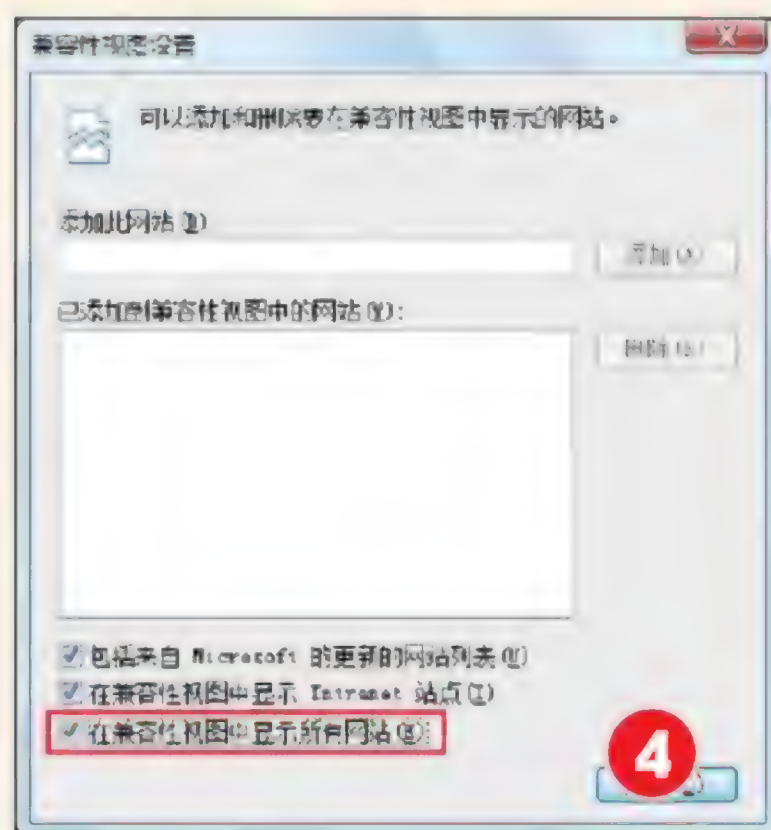 兼容性视图设置
可以添加和删除要在兼容性视图中显示的网站。
添加此网站(D)
添加(A)
已添加到兼容性视图中的网站(W):
删除(R)
包括来自 Microsoft 的更新的网站列表(U)
在兼容性视图中显示 Intranet 站点(I)
在兼容性视图中显示所有网站(E)
4